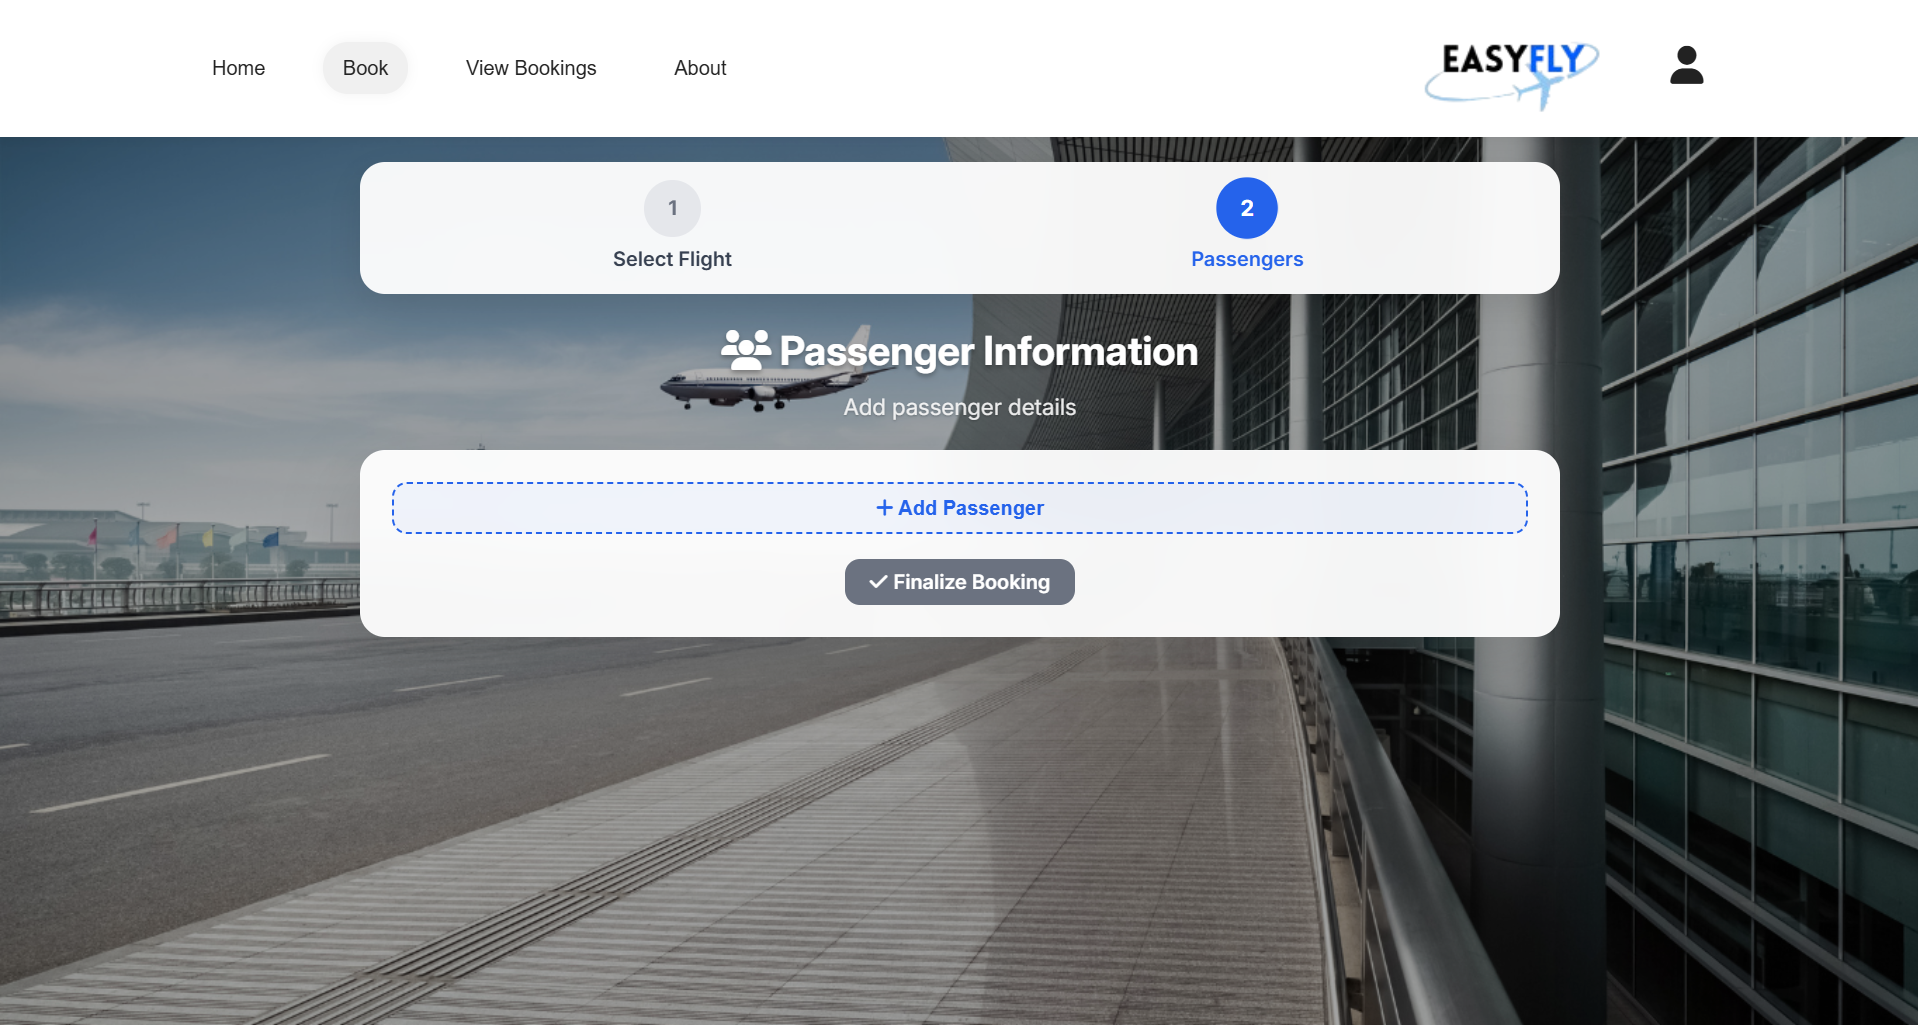 Home
Book
View Bookings
About
EASYFLY
1
Select Flight
2
Passengers
Passenger Information
Add passenger details
+ Add Passenger
Finalize Booking